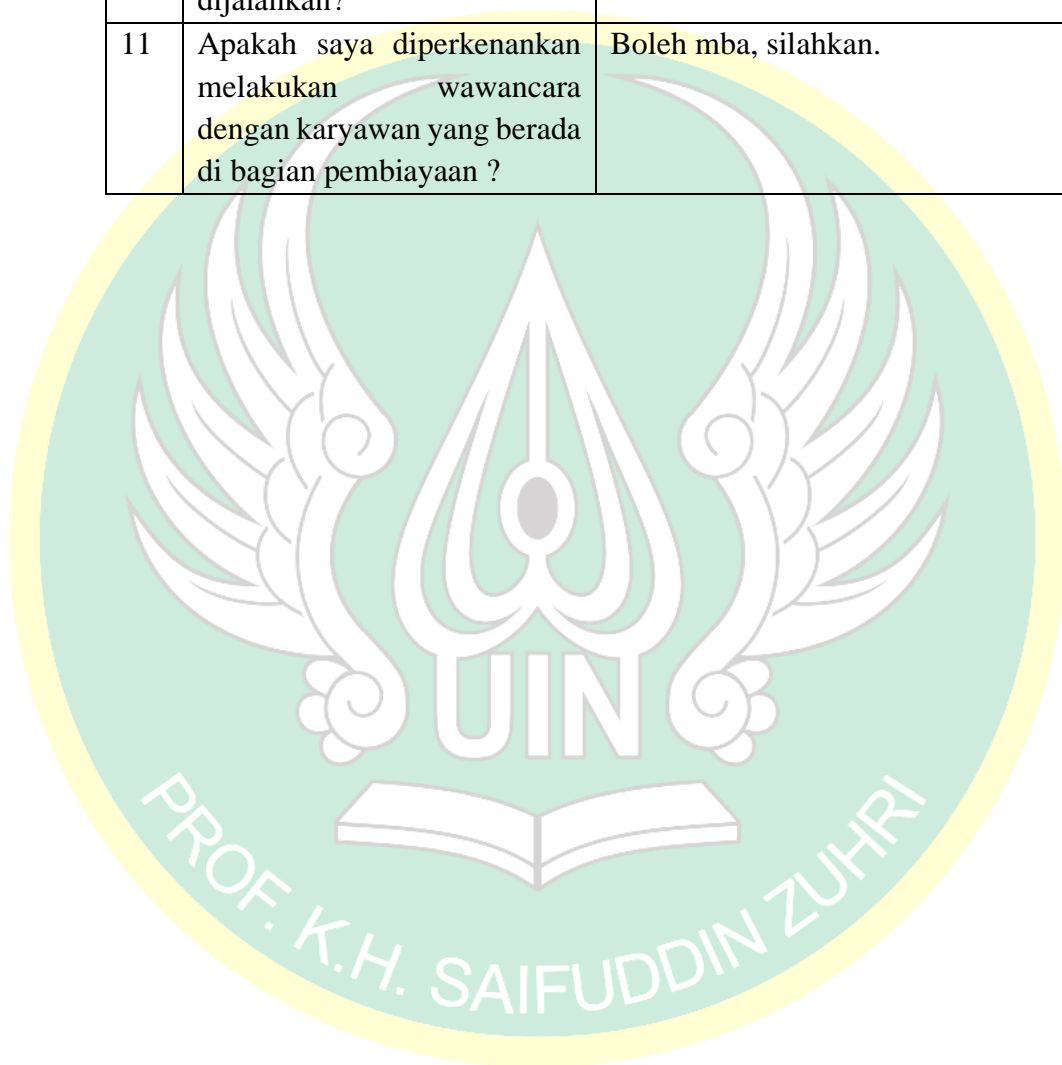 dijalankan?
11 Apakah saya diperkenankan Boleh mba, silahkan.
melakukan wawancara
dengan karyawan yang berada
di bagian pembiayaan ?
UIN
PROF. K.H. SAIFUDDIN ZUHRI